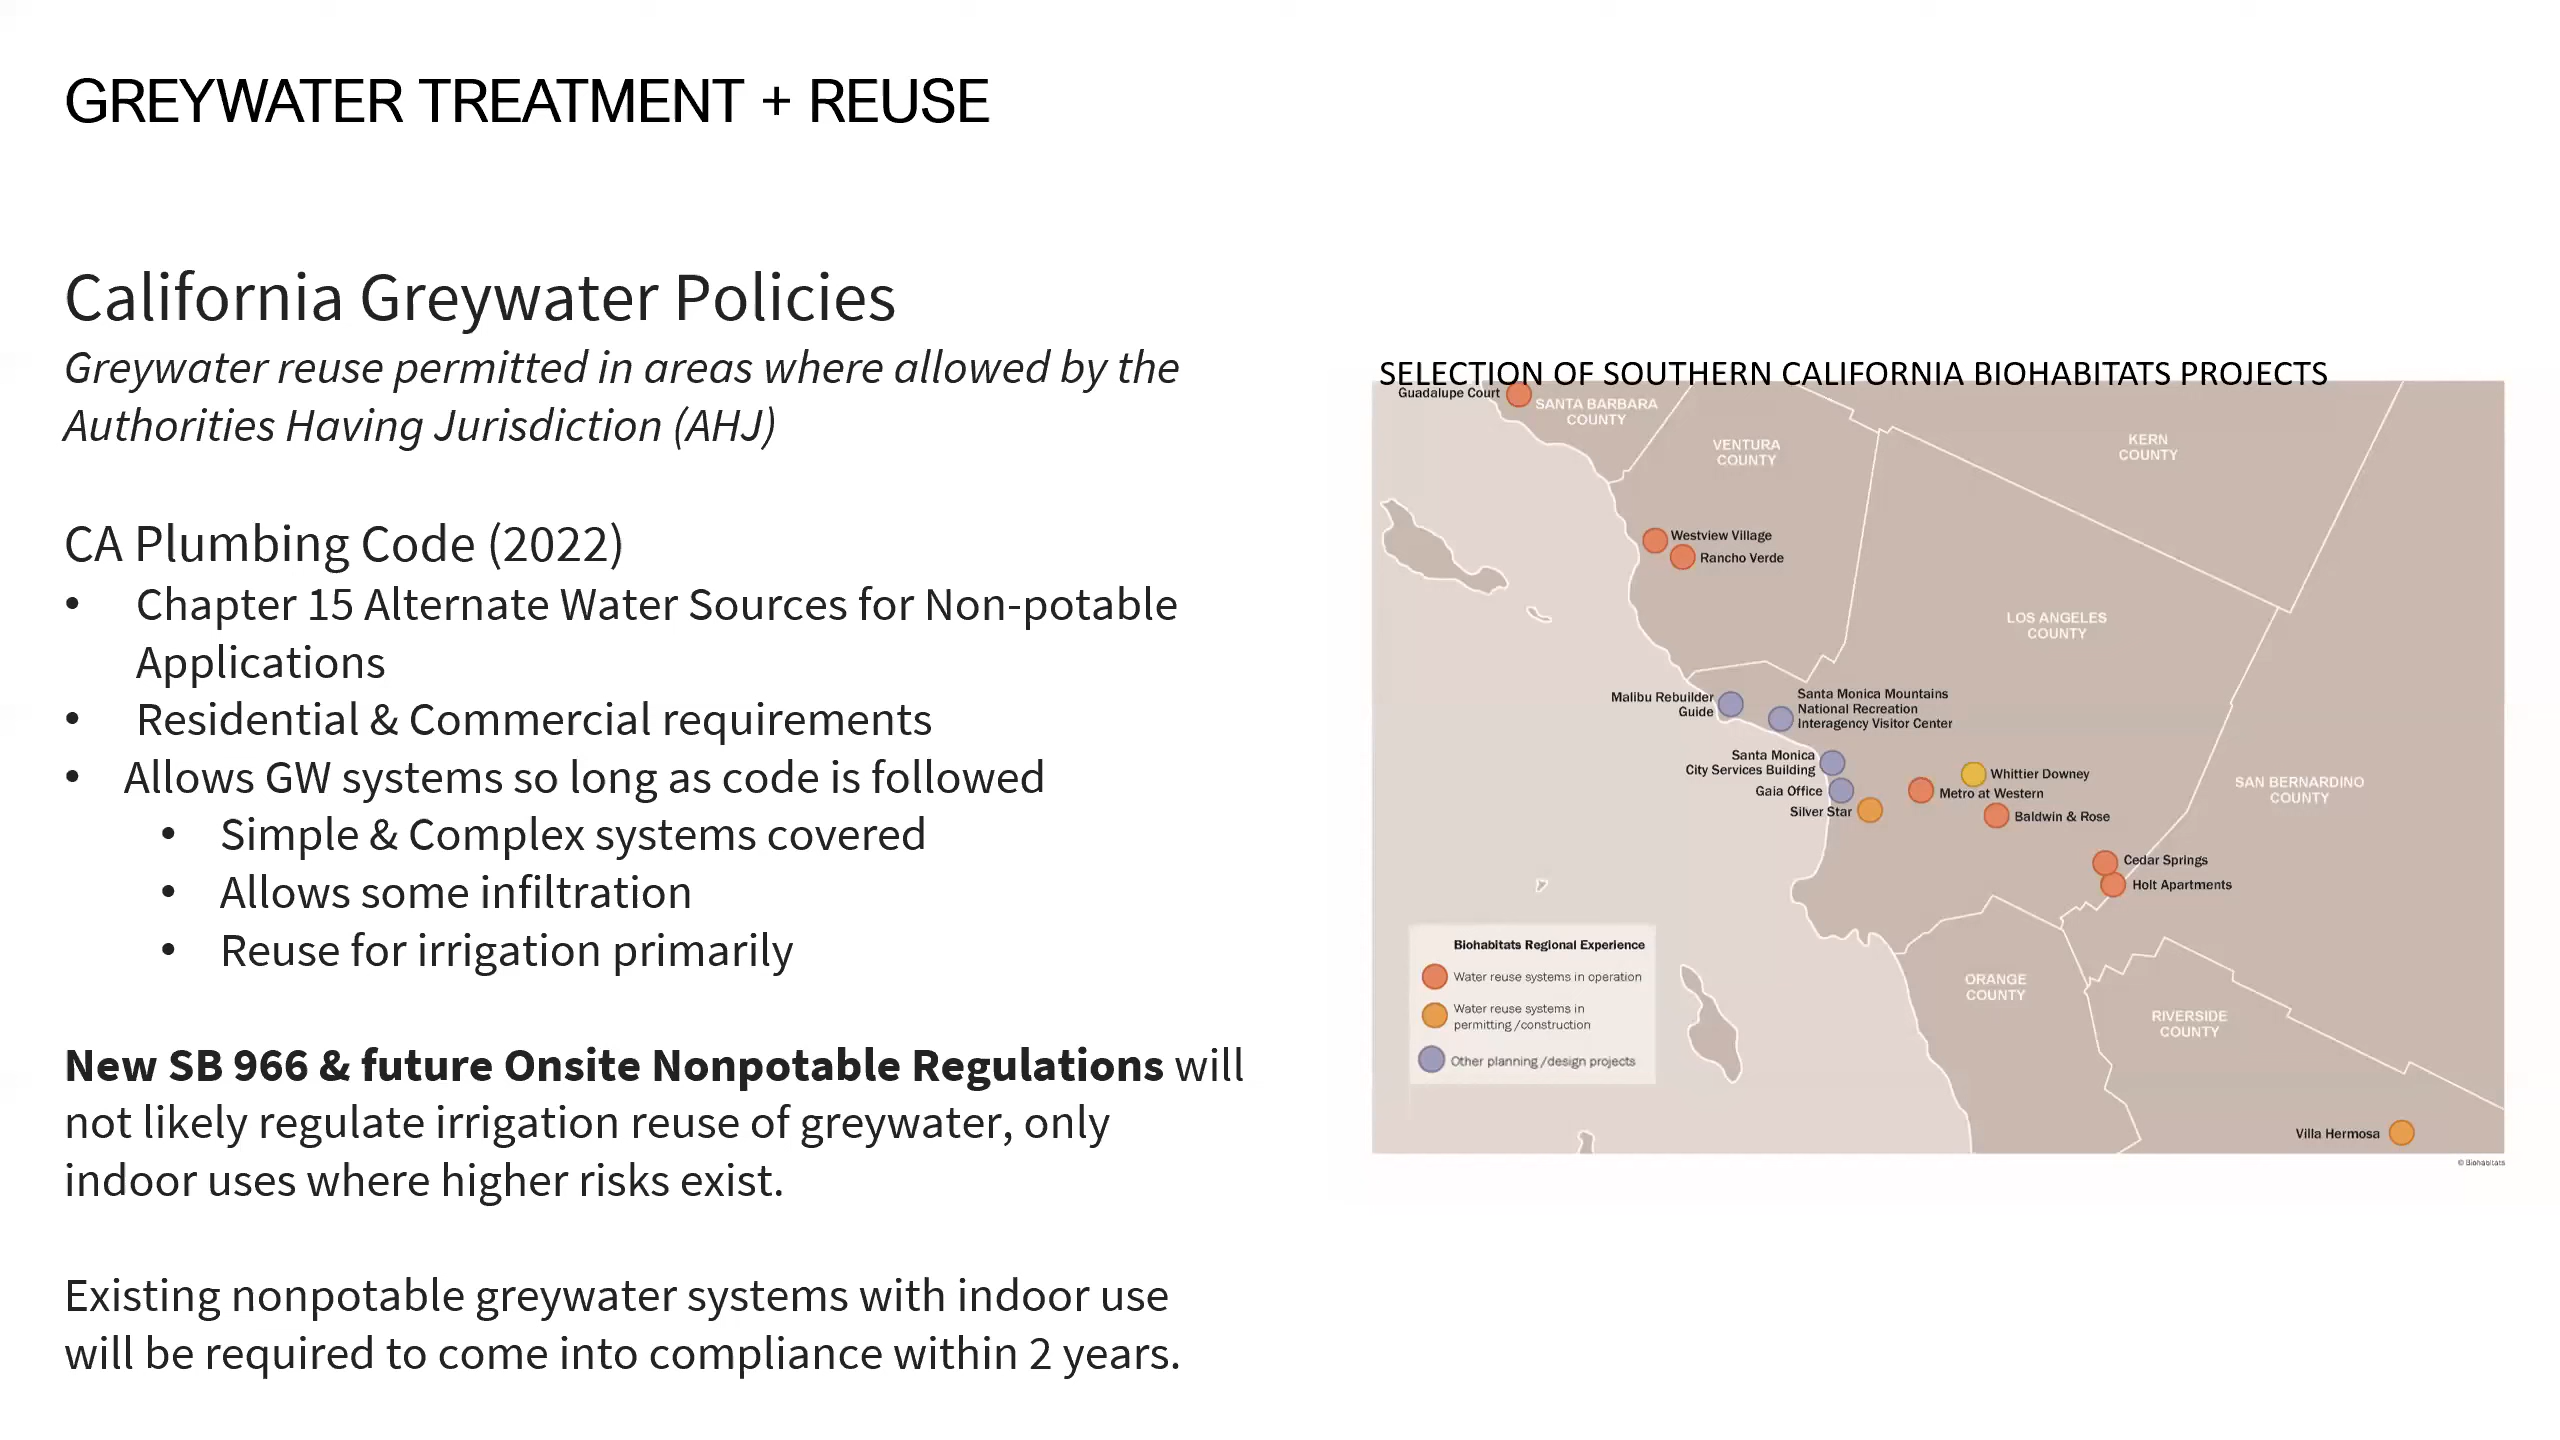 GREYWATER TREATMENT + REUSE
California Greywater Policies
Greywater reuse permitted in areas where allowed by the
Authorities Having Jurisdiction (AHJ)
CA Plumbing Code (2022)
• Chapter 15 Alternate Water Sources for Non-potable
Applications
• Residential & Commercial requirements
• Allows GW systems so long as code is followed
• Simple & Complex systems covered
• Allows some infiltration
• Reuse for irrigation primarily
New SB 966 & future Onsite Nonpotable Regulations will
not likely regulate irrigation reuse of greywater, only
indoor uses where higher risks exist.
Existing nonpotable greywater systems with indoor use
will be required to come into compliance within 2 years.
SELECTION OF SOUTHERN CALIFORNIA BIOHABITATS PROJECTS
Guadalupe Court
SANTA BARBARA
COUNTY
VENTURA
COUNTY
KERN
COUNTY
Westview Village
Rancho Verde
LOS ANGELES
COUNTY
Malibu Rebuilder
Guide
Santa Monica Mountains
National Recreation
Interagency Visitor Center
Santa Monica
City Services Building
Gaia Office
Silver Star
Whittier Downey
Metro at Western
Baldwin & Rose
SAN BERNARDINO
COUNTY
Cedar Springs
Holt Apartments
Biohabitats Regional Experience
Water reuse systems in operation
Water reuse systems in
permitting /construction
Other planning /design projects
ORANGE
COUNTY
RIVERSIDE
COUNTY
Villa Hermosa
© Biohabitats